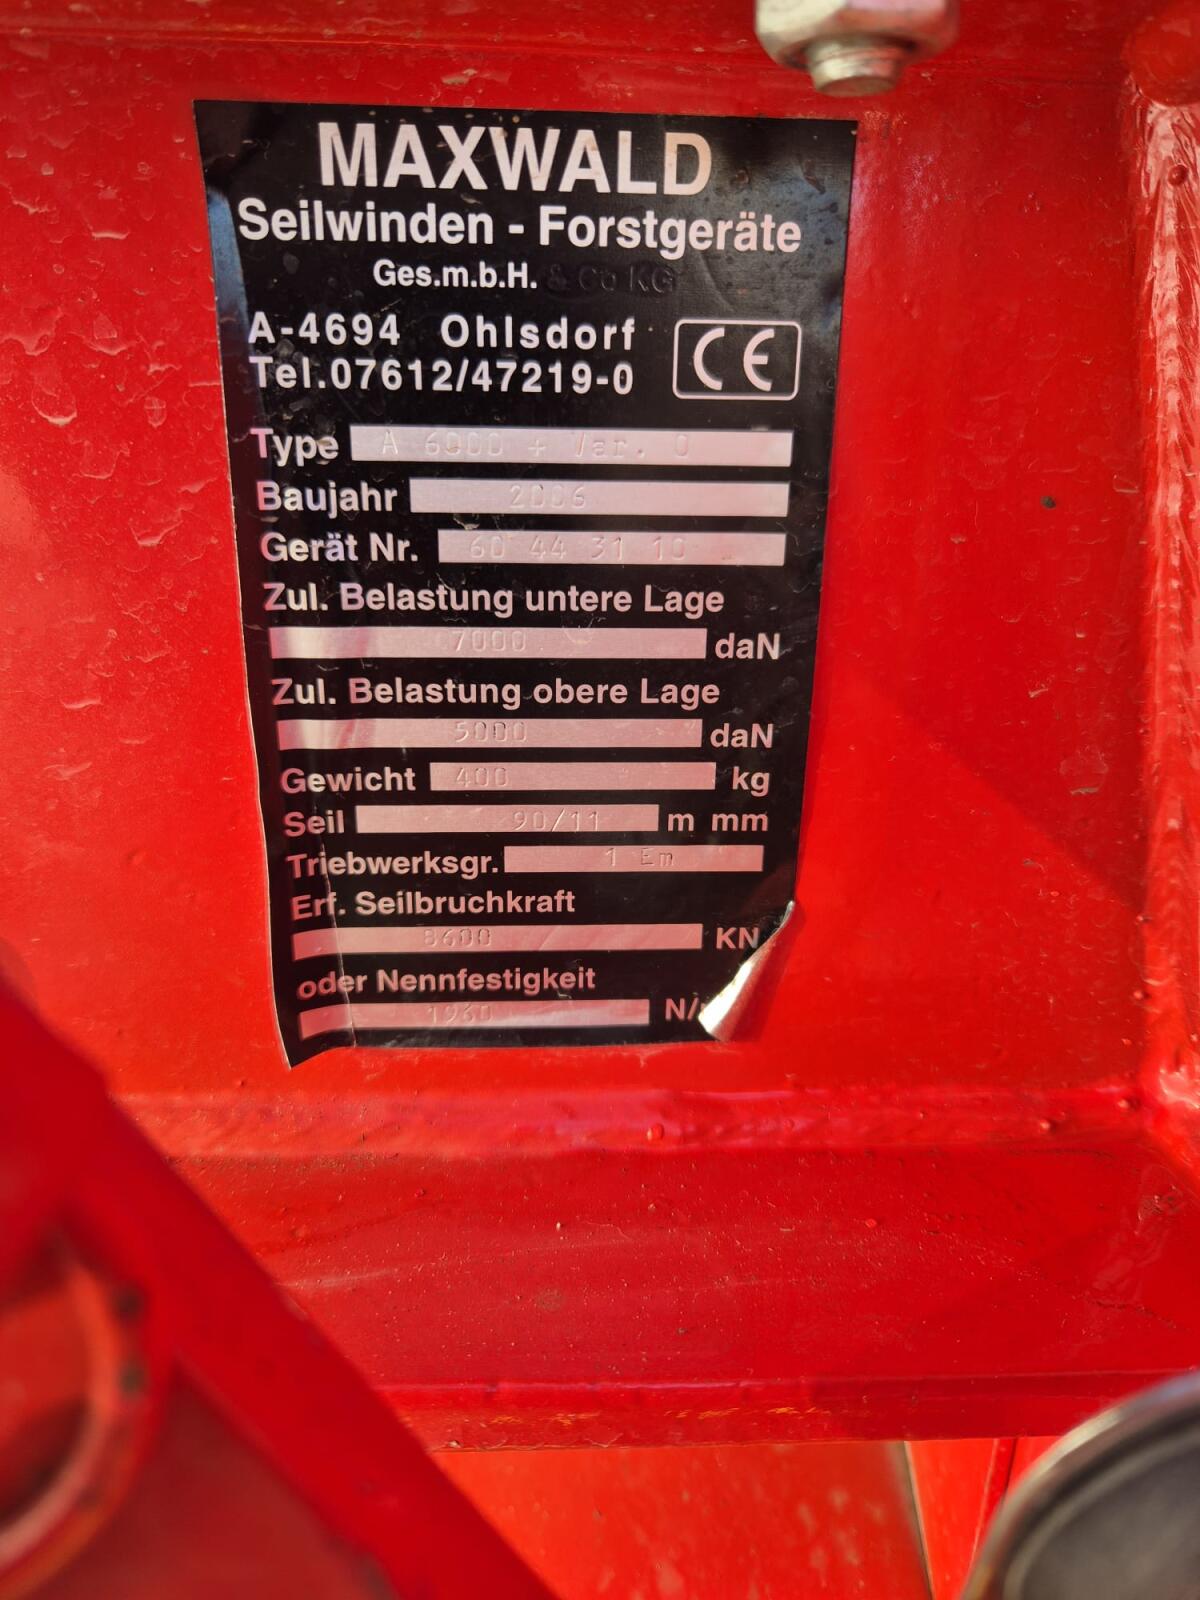 MAXWALD
Seilwinden - Forstgeräte
Ges.m.b.H. & Co KG
A-4694 Ohlsdorf
Tel.07612/47219-0
CE
Type A 6000 + Var. 0
Baujahr 2006
Gerät Nr. 60 44 31 10
Zul. Belastung untere Lage
7000 daN
Zul. Belastung obere Lage
5000 daN
Gewicht 400 kg
Seil 90/11 m mm
Triebwerksgr. 1 Em
Erf. Seilbruchkraft
8600 KN
oder Nennfestigkeit
1960